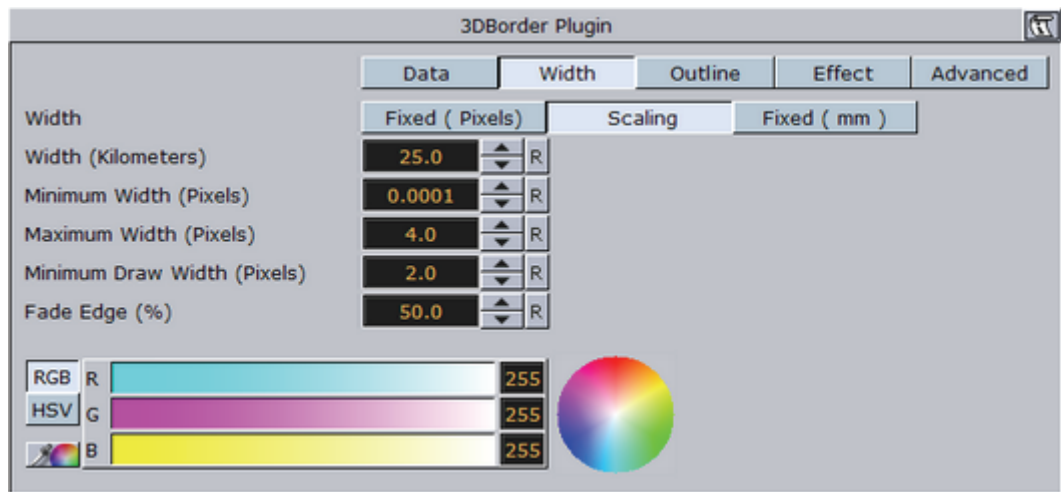 3DBorder Plugin
Data Width Outline Effect Advanced
Width Fixed ( Pixels) Scaling Fixed ( mm )
Width (Kilometers) 25.0 R
Minimum Width (Pixels) 0.0001 R
Maximum Width (Pixels) 4.0 R
Minimum Draw Width (Pixels) 2.0 R
Fade Edge (%) 50.0 R
RGB R 255
HSV G 255
B 255